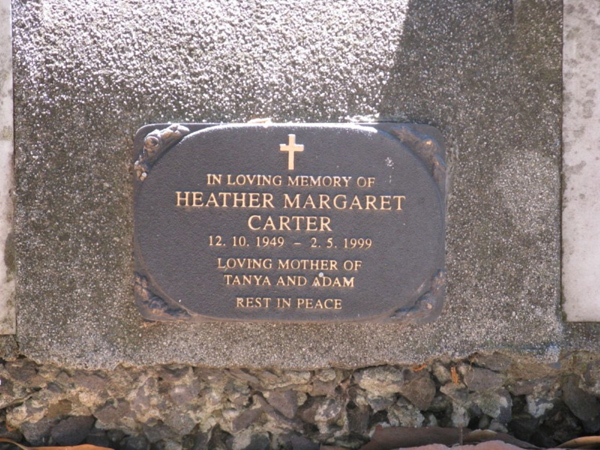 IN LOVING MEMORY OF
HEATHER MARGARET
CARTER
12. 10. 1949 – 2. 5. 1999
LOVING MOTHER OF
TANYA AND ADAM
REST IN PEACE